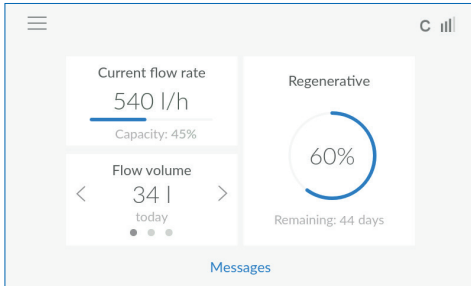 C
Current flow rate
540 l/h
Capacity: 45%
Flow volume
34 l
today
Regenerative
60%
Remaining: 44 days
Messages